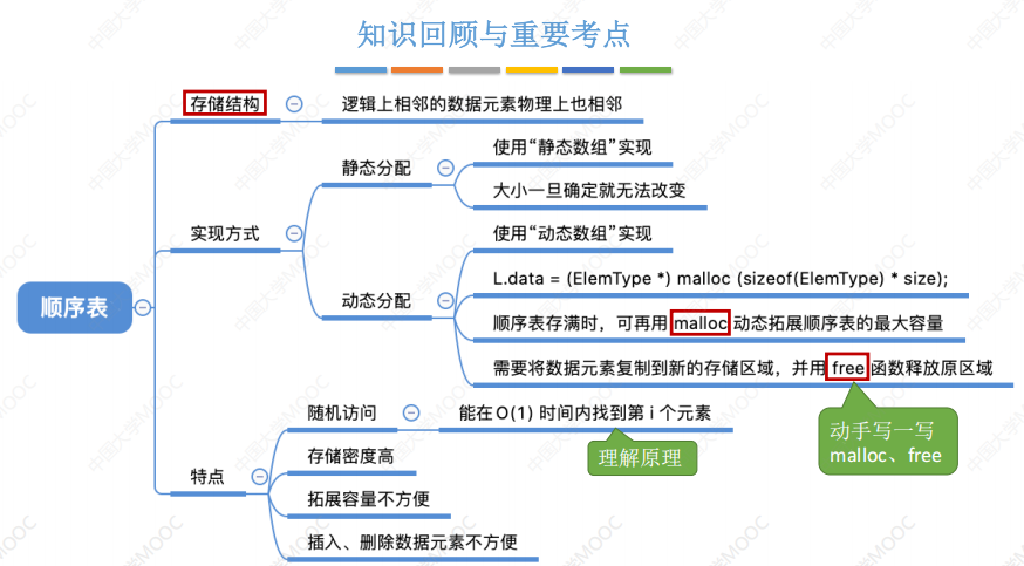 知识回顾与重要考点
存储结构
逻辑上相邻的数据元素物理上也相邻
使用“静态数组”实现
静态分配
大小一旦确定就无法改变
实现方式
使用“动态数组”实现
L.data = (ElemType *) malloc (sizeof(ElemType) * size);
动态分配
顺序表存满时，可再用 malloc 动态拓展顺序表的最大容量
需要将数据元素复制到新的存储区域，并用 free 函数释放原区域
顺序表
随机访问
能在 O(1) 时间内找到第 i 个元素
动手写一写
malloc、free
理解原理
存储密度高
特点
拓展容量不方便
插入、删除数据元素不方便
中国大学MOOC